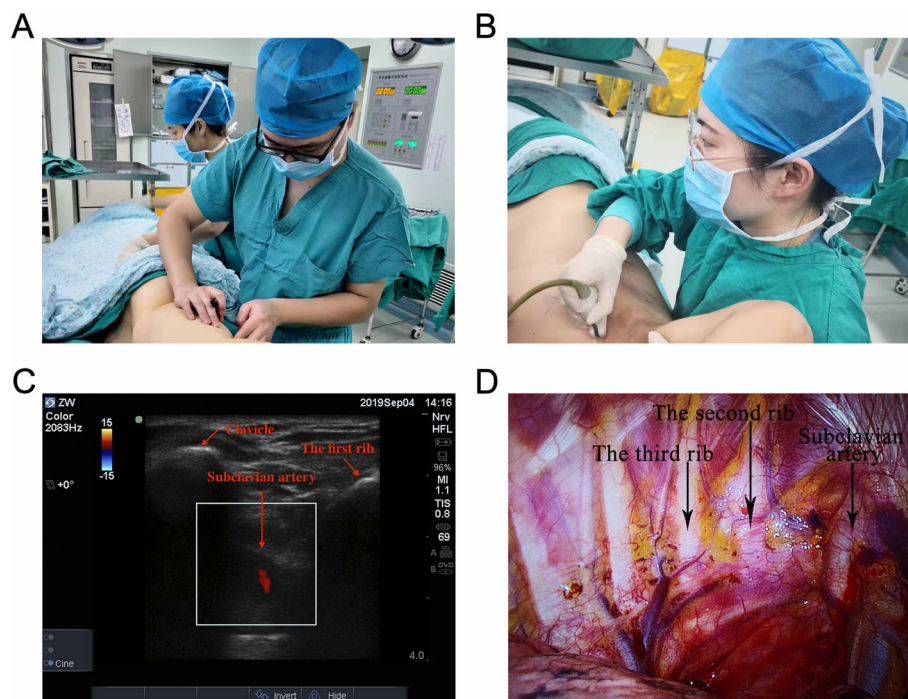 A
B
C
ZW
2019Sep04
14:16
Color
2083Hz
15
-15
+0°
Nrv
HFL
96%
MI
1.1
TIS
0.8
69
A
B
DVD
4.0
Clavicle
The first rib
Subclavian artery
Cine
Invert
Hide
D
The second rib
The third rib
Subclavian
artery